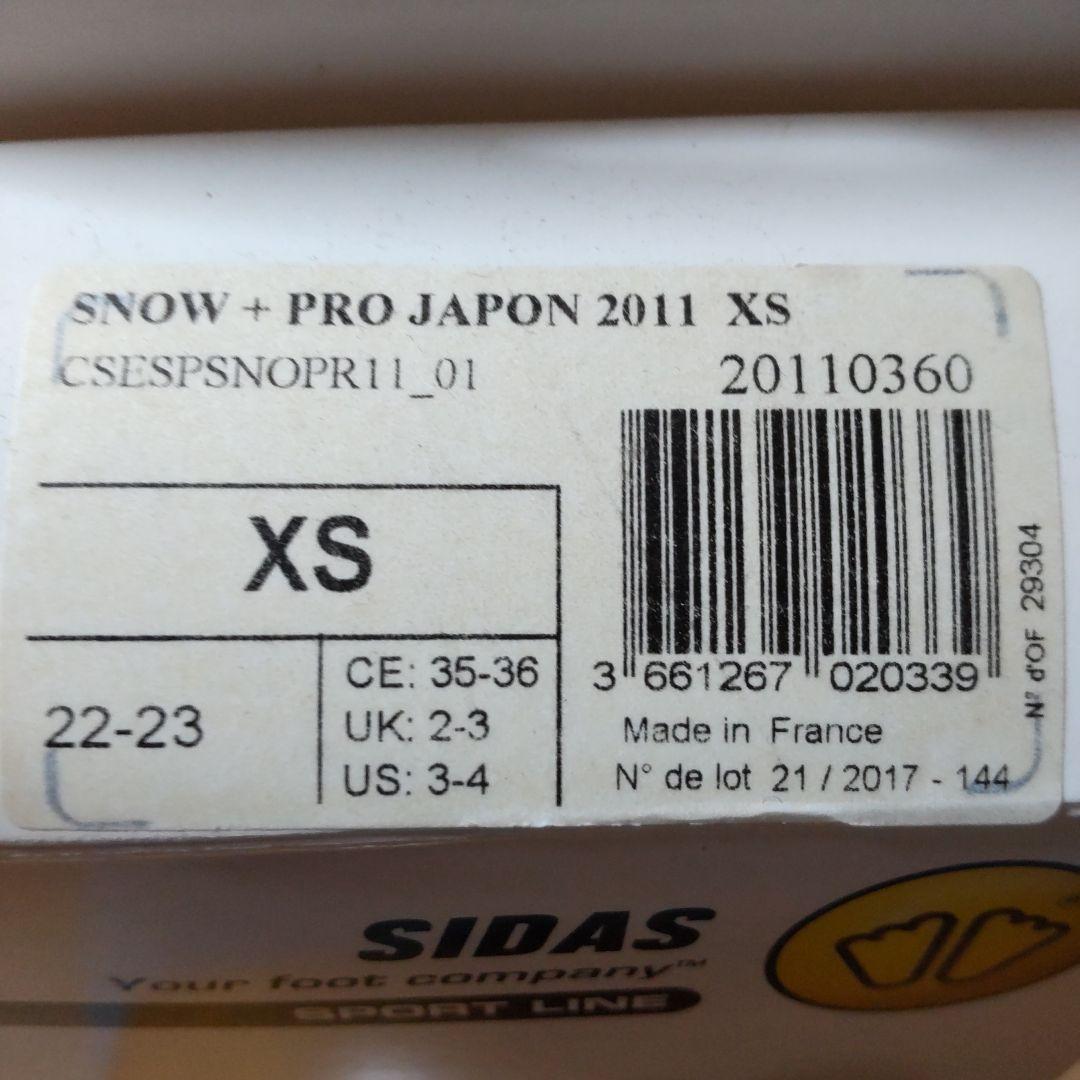 SNOW + PRO JAPON 2011 XS
CSESPSNOPR11_01
20110360
XS
22-23
CE: 35-36
UK: 2-3
US: 3-4
3 661267 020339
N° d'OF 29304
Made in France
N° de lot 21 / 2017 - 144
SIDAS
Your foot company™
SPORT LINE